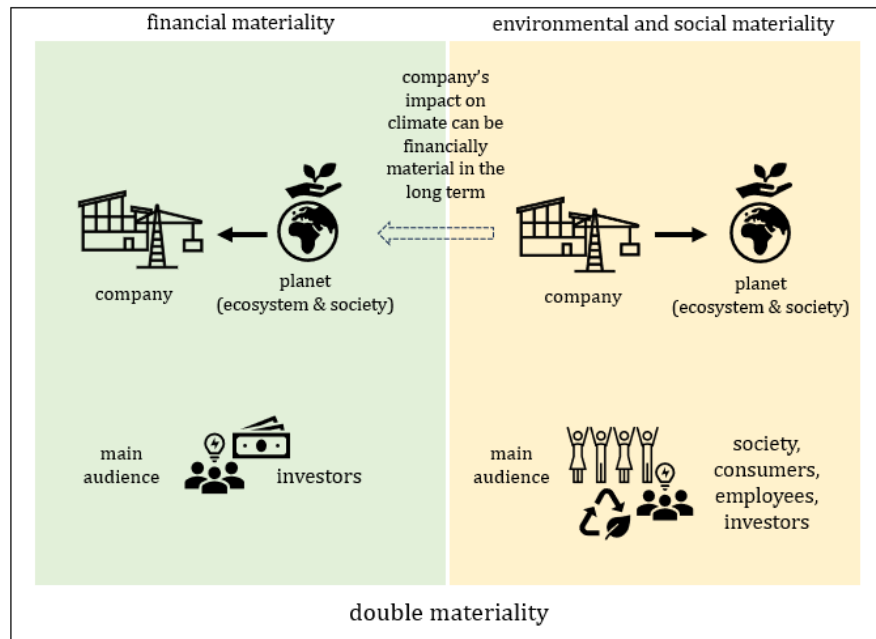 financial materiality
environmental and social materiality
company's
impact on
climate can be
financially
material in the
long term
company
planet
(ecosystem & society)
company
planet
(ecosystem & society)
main
audience
investors
main
audience
society,
consumers,
employees,
investors
double materiality